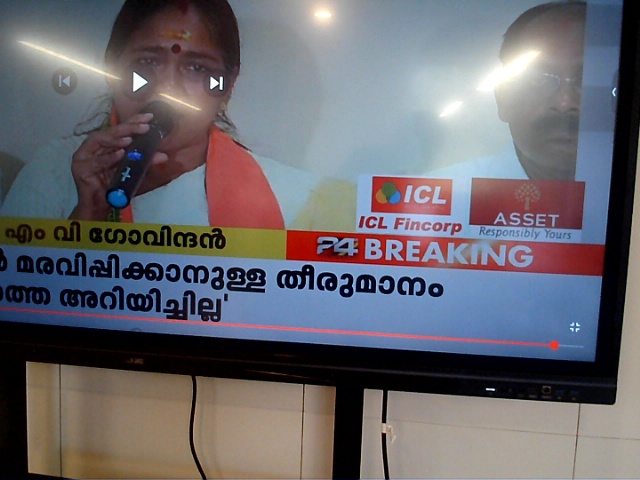 ICL
ICL Fincorp
ASSET
Responsibly Yours
എം വി ഗോവിന്ദൻ
24 BREAKING
മരവിപ്പിക്കാനുള്ള തീരുമാനം
അറിയിച്ചില്ല'